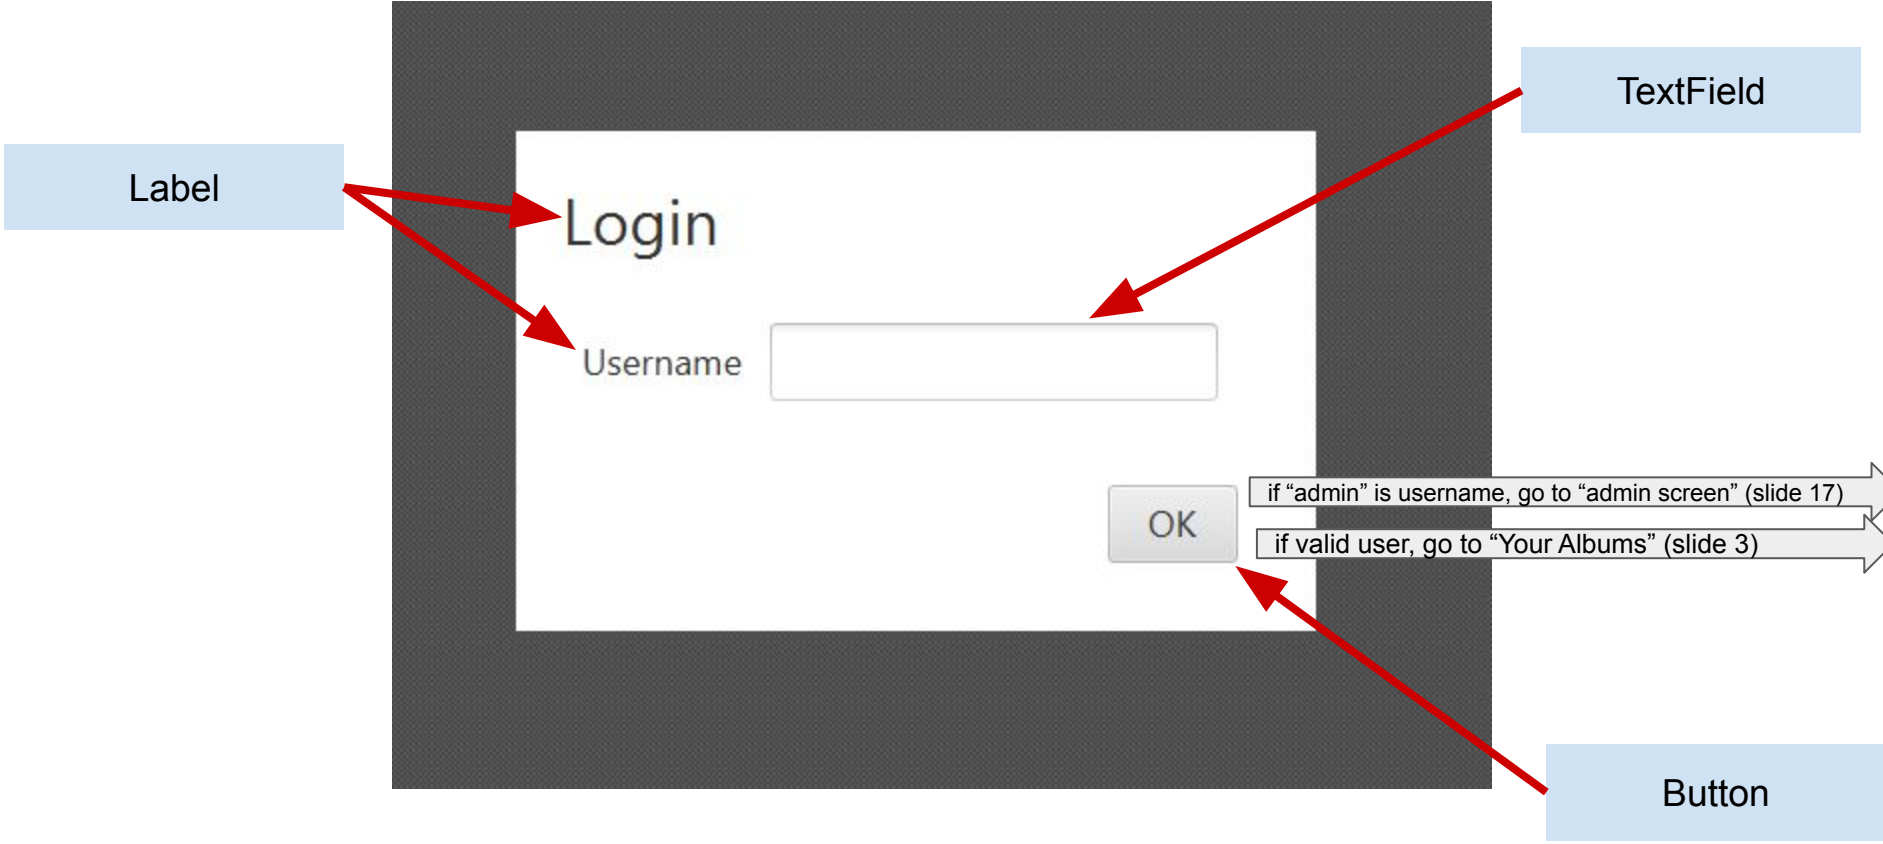 TextField
Label
Login
Username
if “admin” is username, go to “admin screen” (slide 17)
OK
if valid user, go to “Your Albums” (slide 3)
Button